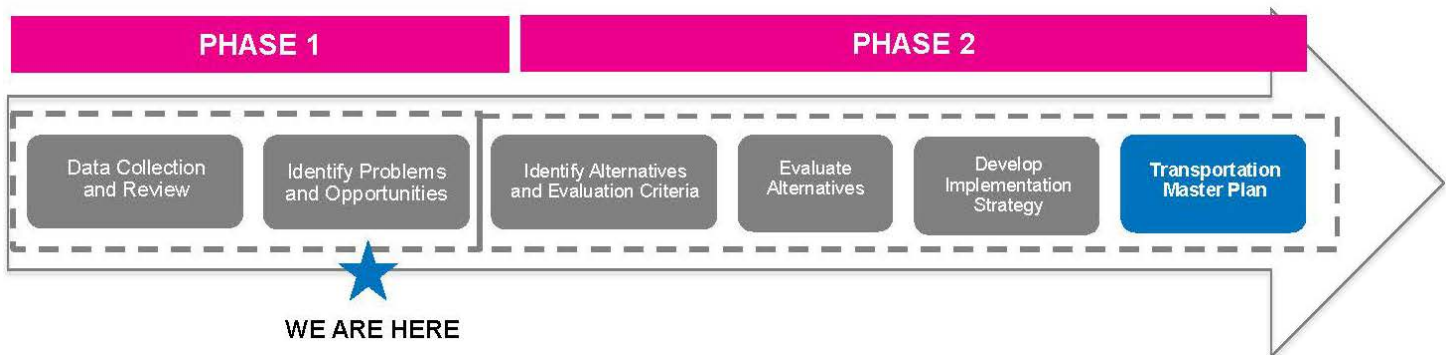 PHASE 1
PHASE 2
Data Collection
and Review
Identify Problems
and Opportunities
Identify Alternatives
and Evaluation Criteria
Evaluate
Alternatives
Develop
Implementation
Strategy
Transportation
Master Plan
WE ARE HERE